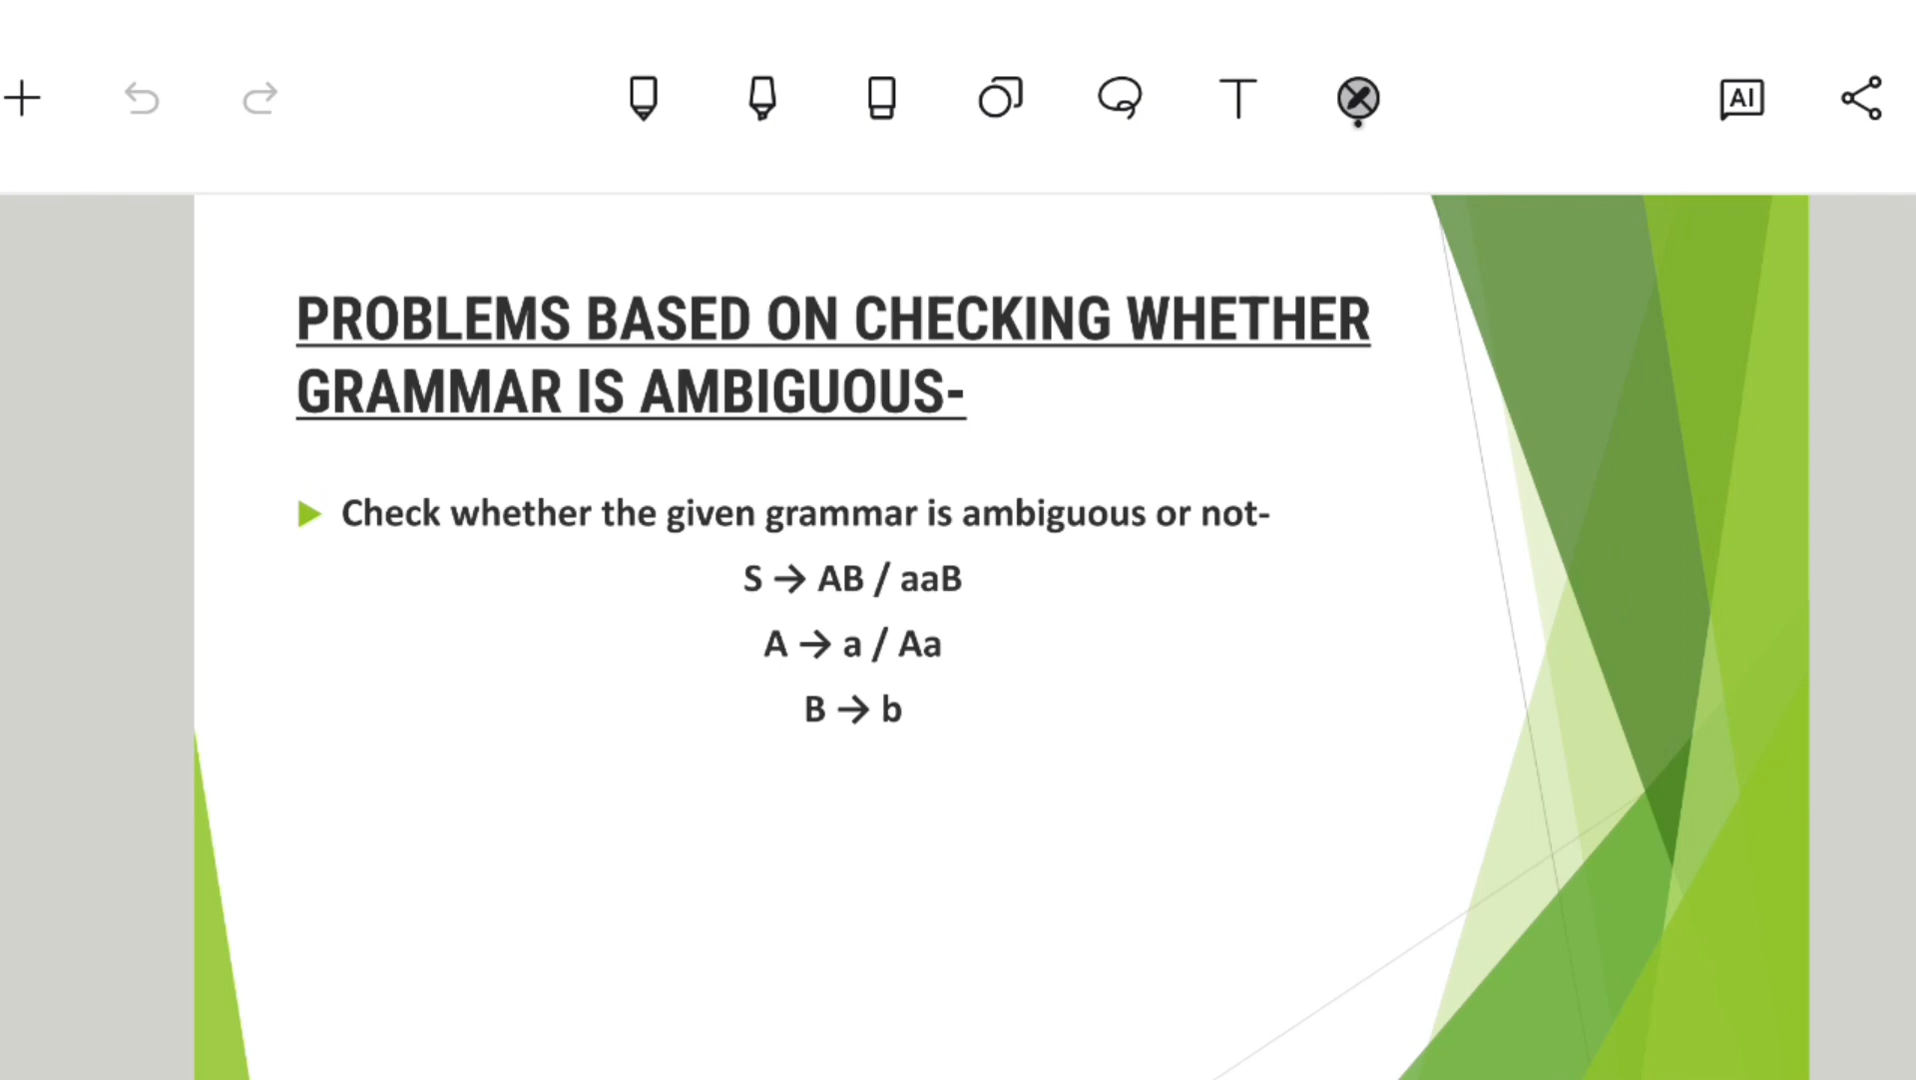 T
AI
PROBLEMS BASED ON CHECKING WHETHER
GRAMMAR IS AMBIGUOUS-
Check whether the given grammar is ambiguous or not-
S → AB / aaB
A → a / Aa
B → b